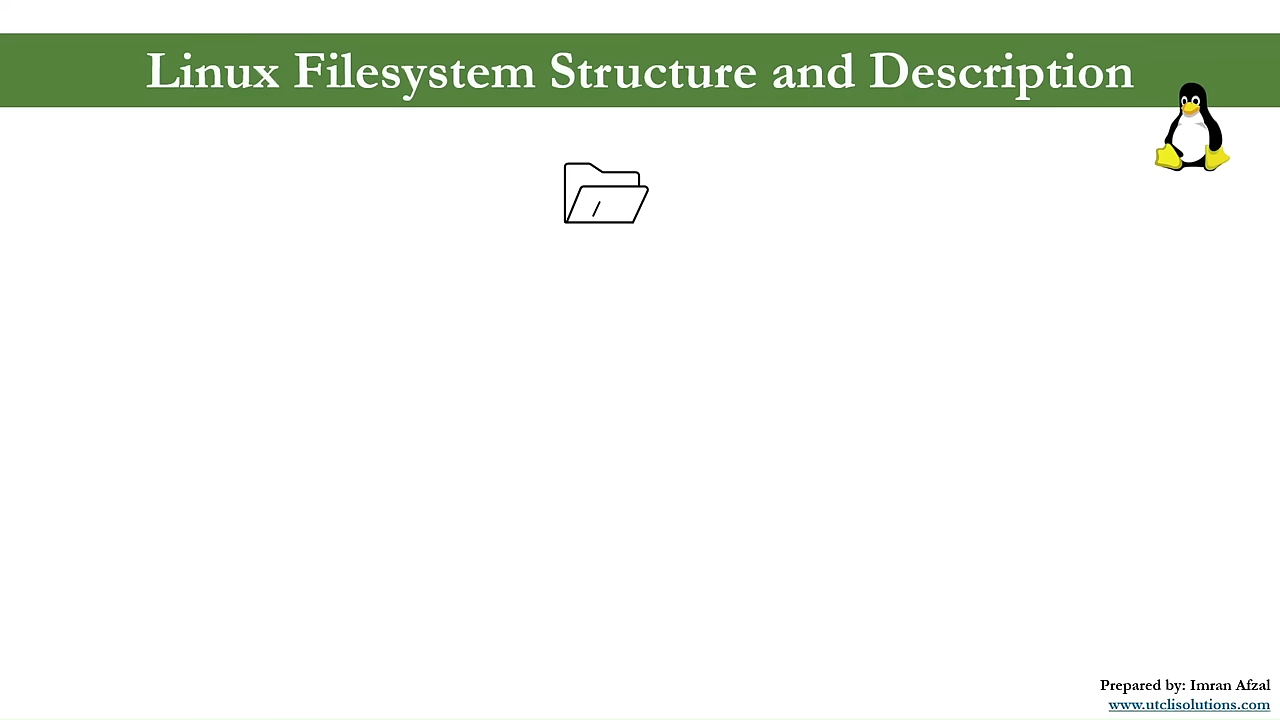 Linux Filesystem Structure and Description
/
Prepared by: Imran Afzal
www.utclisolutions.com